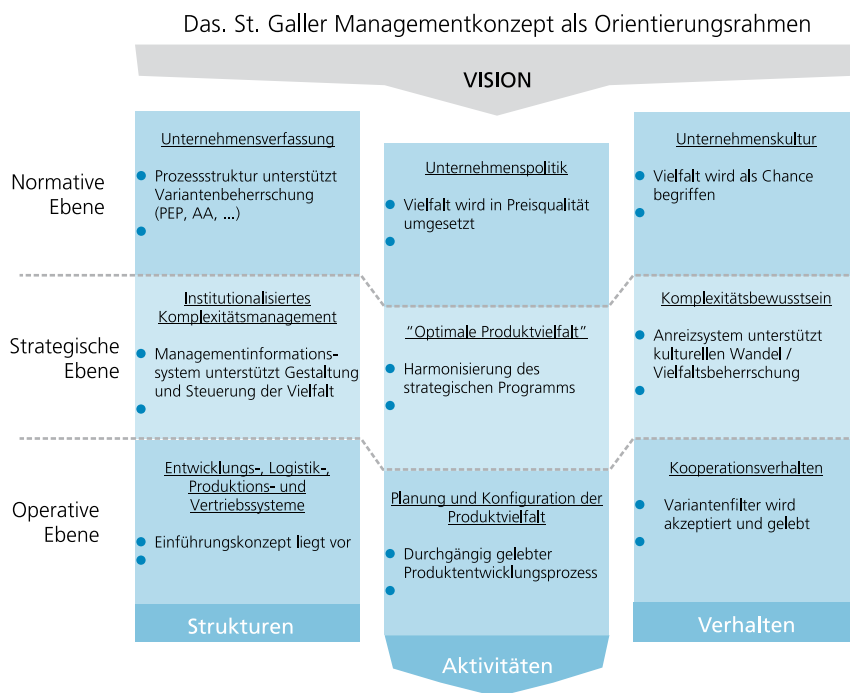 Das. St. Galler Managementkonzept als Orientierungsrahmen
VISION
Normative
Ebene
Unternehmensverfassung
Prozessstruktur unterstützt
Variantenbeherrschung
(PEP, AA, ...)
Unternehmenspolitik
Vielfalt wird in Preisqualität
umgesetzt
Unternehmenskultur
Vielfalt wird als Chance
begriffen
Strategische
Ebene
Institutionalisiertes
Komplexitätsmanagement
Managementinformations-
system unterstützt Gestaltung
und Steuerung der Vielfalt
"Optimale Produktvielfalt"
Harmonisierung des
strategischen Programms
Komplexitätsbewusstsein
Anreizsystem unterstützt
kulturellen Wandel /
Vielfaltsbeherrschung
Operative
Ebene
Entwicklungs-, Logistik-,
Produktions- und
Vertriebssysteme
Einführungskonzept liegt vor
Planung und Konfiguration der
Produktvielfalt
Durchgängig gelebter
Produktentwicklungsprozess
Kooperationsverhalten
Variantenfilter wird
akzeptiert und gelebt
Strukturen
Aktivitäten
Verhalten